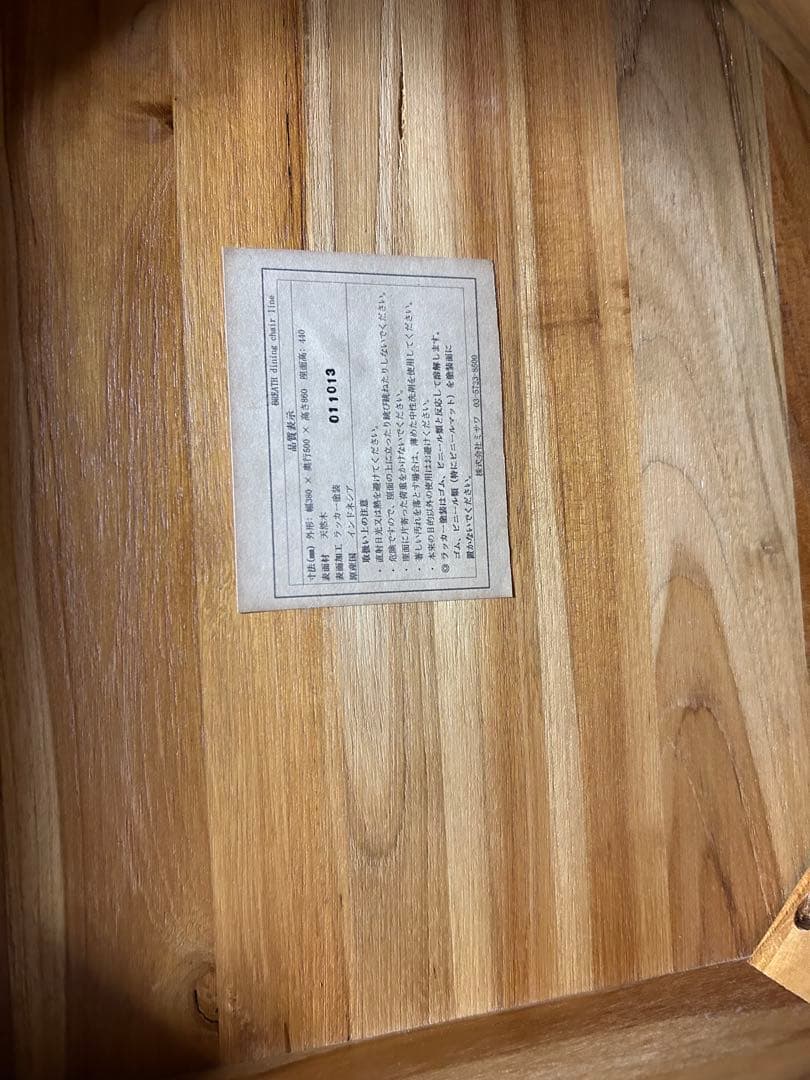 dining chair line
品質表示
寸法(mm) 外形:幅380 × 奥行500 × 高さ860 座面高:440
表面材 天然木
表面加工 ラッカー塗装
原産国 インドネシア
011013
取扱い上の注意
・直射日光又は熱を避けてください。
・危険ですので、座面の上に立ったり跳び跳ねたりしないでください。
・座面に片寄った荷重をかけないでください。
・著しい汚れを落とす場合は、薄めた中性洗剤を使用してください。
・本来の目的以外の使用はお避けください。
◎ ラッカー塗装はゴム、ビニール類と反応して溶解します。
ゴム、ビニール類(特にビニールマット)を塗装面に
置かないでください。
株式会社ミサワ 03-5733-8500